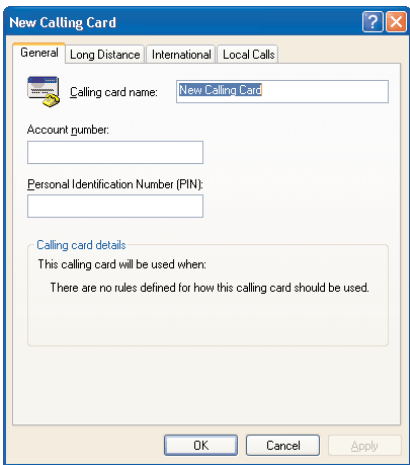 New Calling Card
General Long Distance International Local Calls
Calling card name: New Calling Card
Account number:
Personal Identification Number (PIN):
Calling card details
This calling card will be used when:
There are no rules defined for how this calling card should be used.
OK Cancel Apply